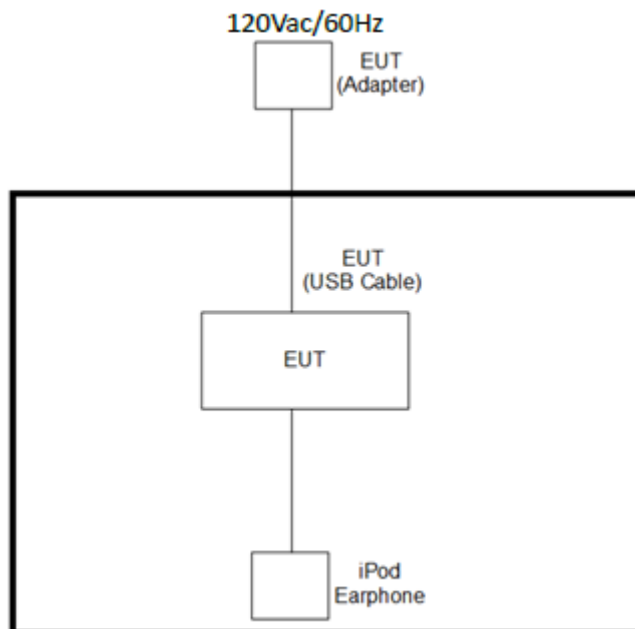 120Vac/60Hz
EUT
(Adapter)
EUT
(USB Cable)
EUT
iPod
Earphone